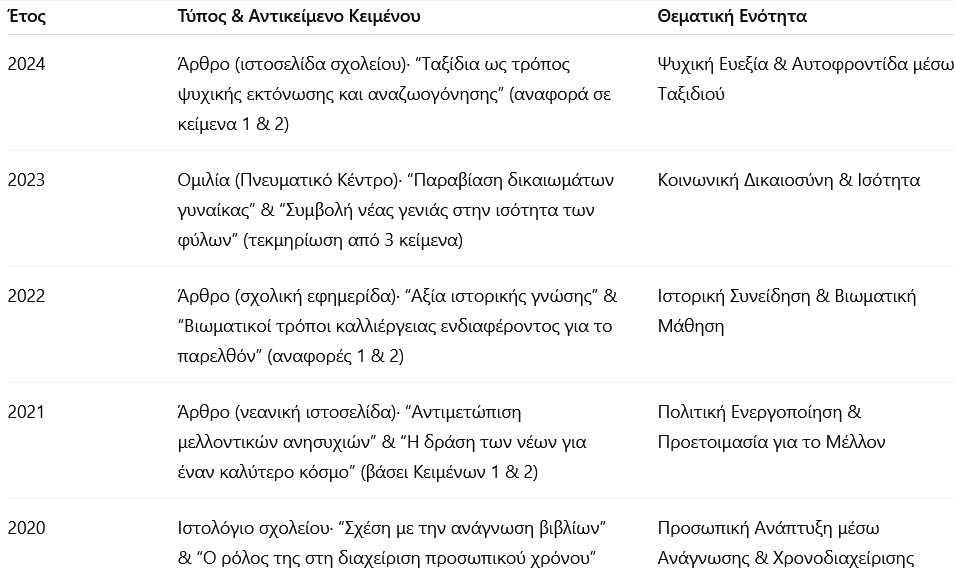 Έτος Τύπος & Αντικείμενο Κειμένου Θεματική Ενότητα
2024 Άρθρο (ιστοσελίδα σχολείου)· “Ταξίδια ως τρόπος Ψυχική Ευεξία & Αυτοφροντίδα μέσω
ψυχικής εκτόνωσης και αναζωογόνησης” (αναφορά σε Ταξιδιού
κείμενα 1 & 2)
2023 Ομιλία (Πνευματικό Κέντρο)· “Παραβίαση δικαιωμάτων Κοινωνική Δικαιοσύνη & Ισότητα
γυναίκας” & “Συμβολή νέας γενιάς στην ισότητα των
φύλων” (τεκμηρίωση από 3 κείμενα)
2022 Άρθρο (σχολική εφημερίδα)· “Αξία ιστορικής γνώσης” & Ιστορική Συνείδηση & Βιωματική
“Βιωματικοί τρόποι καλλιέργειας ενδιαφέροντος για το Μάθηση
παρελθόν” (αναφορές 1 & 2)
2021 Άρθρο (νεανική ιστοσελίδα)· “Αντιμετώπιση Πολιτική Ενεργοποίηση &
μελλοντικών ανησυχιών” & “Η δράση των νέων για Προετοιμασία για το Μέλλον
έναν καλύτερο κόσμο” (βάσει Κειμένων 1 & 2)
2020 Ιστολόγιο σχολείου· “Σχέση με την ανάγνωση βιβλίων” Προσωπική Ανάπτυξη μέσω
& “Ο ρόλος της στη διαχείριση προσωπικού χρόνου” Ανάγνωσης & Χρονοδιαχείρισης